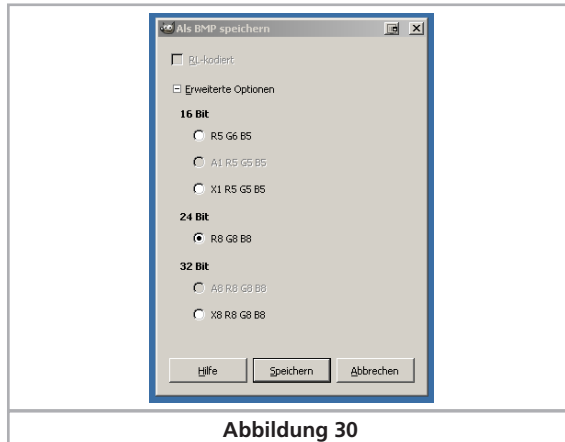 Als BMP speichern
RL-kodiert
Erweiterte Optionen
16 Bit
R5 G6 B5
A1 R5 G5 B5
X1 R5 G5 B5
24 Bit
R8 G8 B8
32 Bit
A8 R8 G8 B8
X8 R8 G8 B8
Hilfe Speichern Abbrechen
Abbildung 30